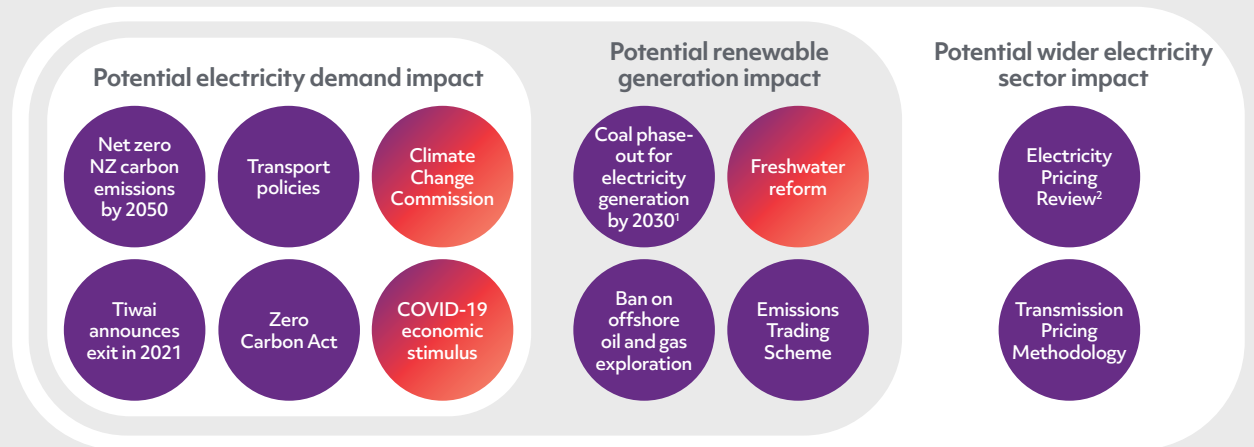 Potential electricity demand impact
Net zero
NZ carbon
emissions
by 2050
Transport
policies
Climate
Change
Commission
Tiwai
announces
exit in 2021
Zero
Carbon Act
COVID-19
economic
stimulus
Potential renewable
generation impact
Coal phase-
out for
electricity
generation
by 2030¹
Freshwater
reform
Ban on
offshore
oil and gas
exploration
Emissions
Trading
Scheme
Potential wider electricity
sector impact
Electricity
Pricing
Review²
Transmission
Pricing
Methodology